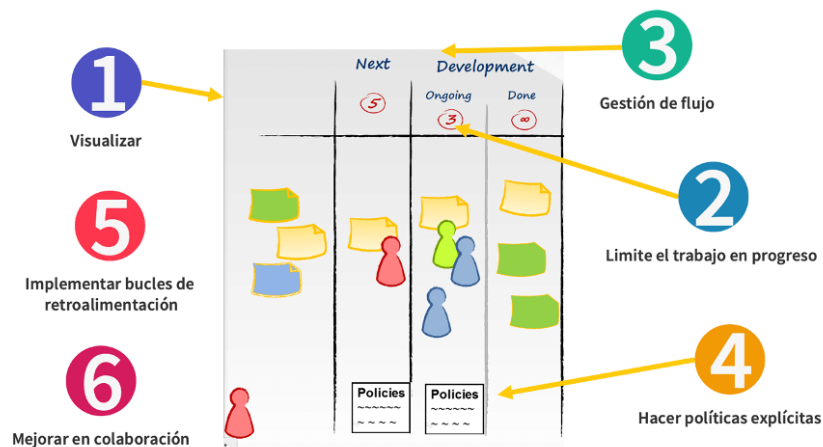 1
Visualizar
5
Implementar bucles de
retroalimentación
6
Mejorar en colaboración
Next
Development
5
Ongoing
Done
3
∞
Policies
Policies
3
Gestión de flujo
2
Limite el trabajo en progreso
4
Hacer políticas explícitas